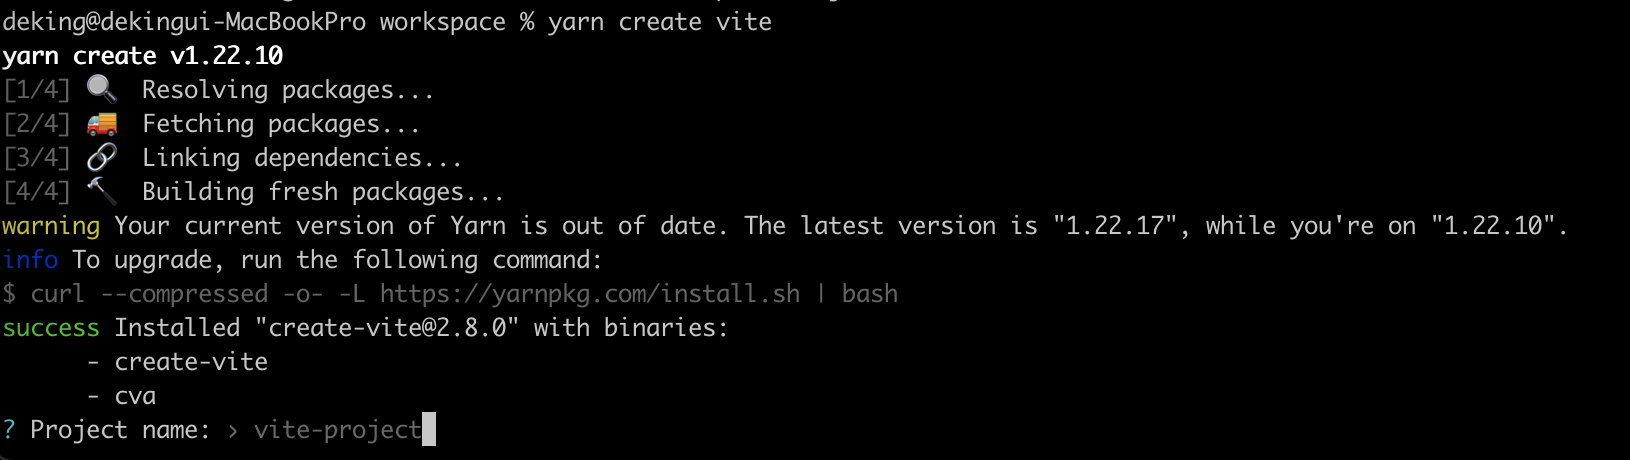 deking@dekingui-MacBookPro workspace % yarn create vite
yarn create v1.22.10
[1/4] 🔍 Resolving packages...
[2/4] 🚚 Fetching packages...
[3/4] 🔗 Linking dependencies...
[4/4] 🔨 Building fresh packages...
warning Your current version of Yarn is out of date. The latest version is "1.22.17", while you're on "1.22.10".
info To upgrade, run the following command:
$ curl --compressed -o- -L https://yarnpkg.com/install.sh | bash
success Installed "create-vite@2.8.0" with binaries:
      - create-vite
      - cva
? Project name: › vite-project